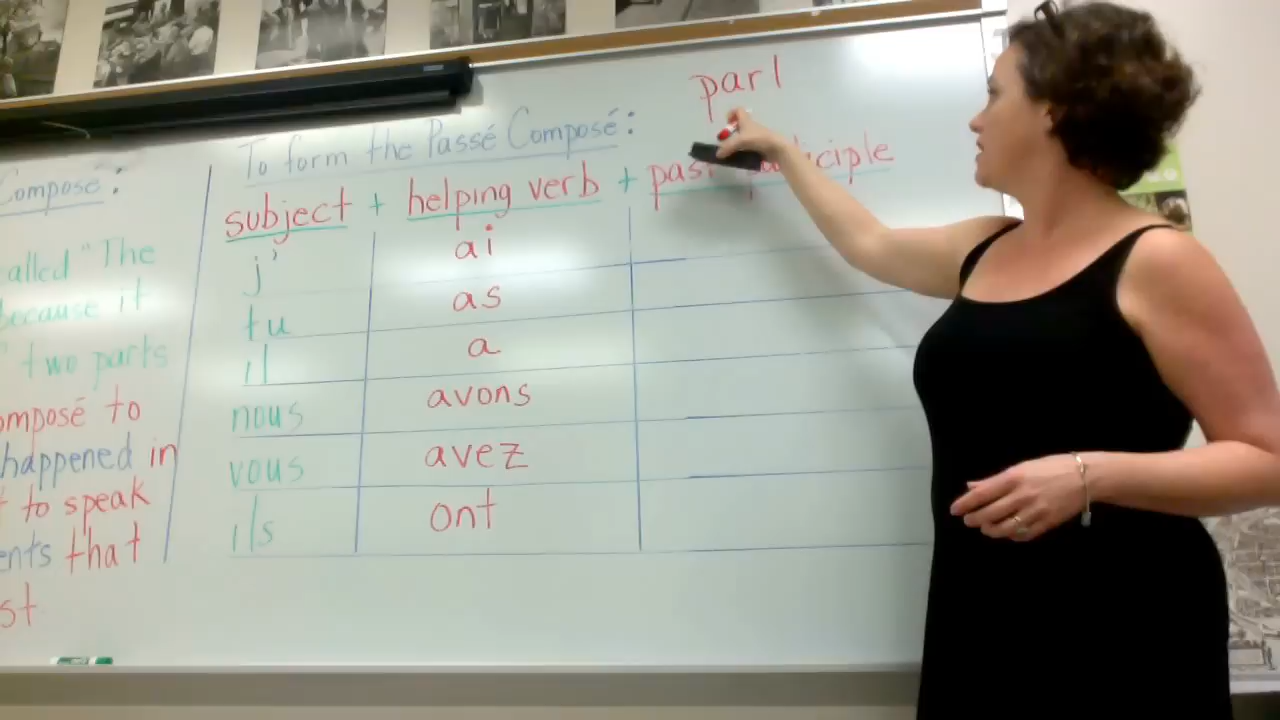 Composé:
alled "The
Because it
" two parts
omposé to
happened in
t to speak
ents that
st
parl
To form the Passé Composé:
subject + helping verb + past participle
j' ai
tu as
il a
nous avons
vous avez
ils ont